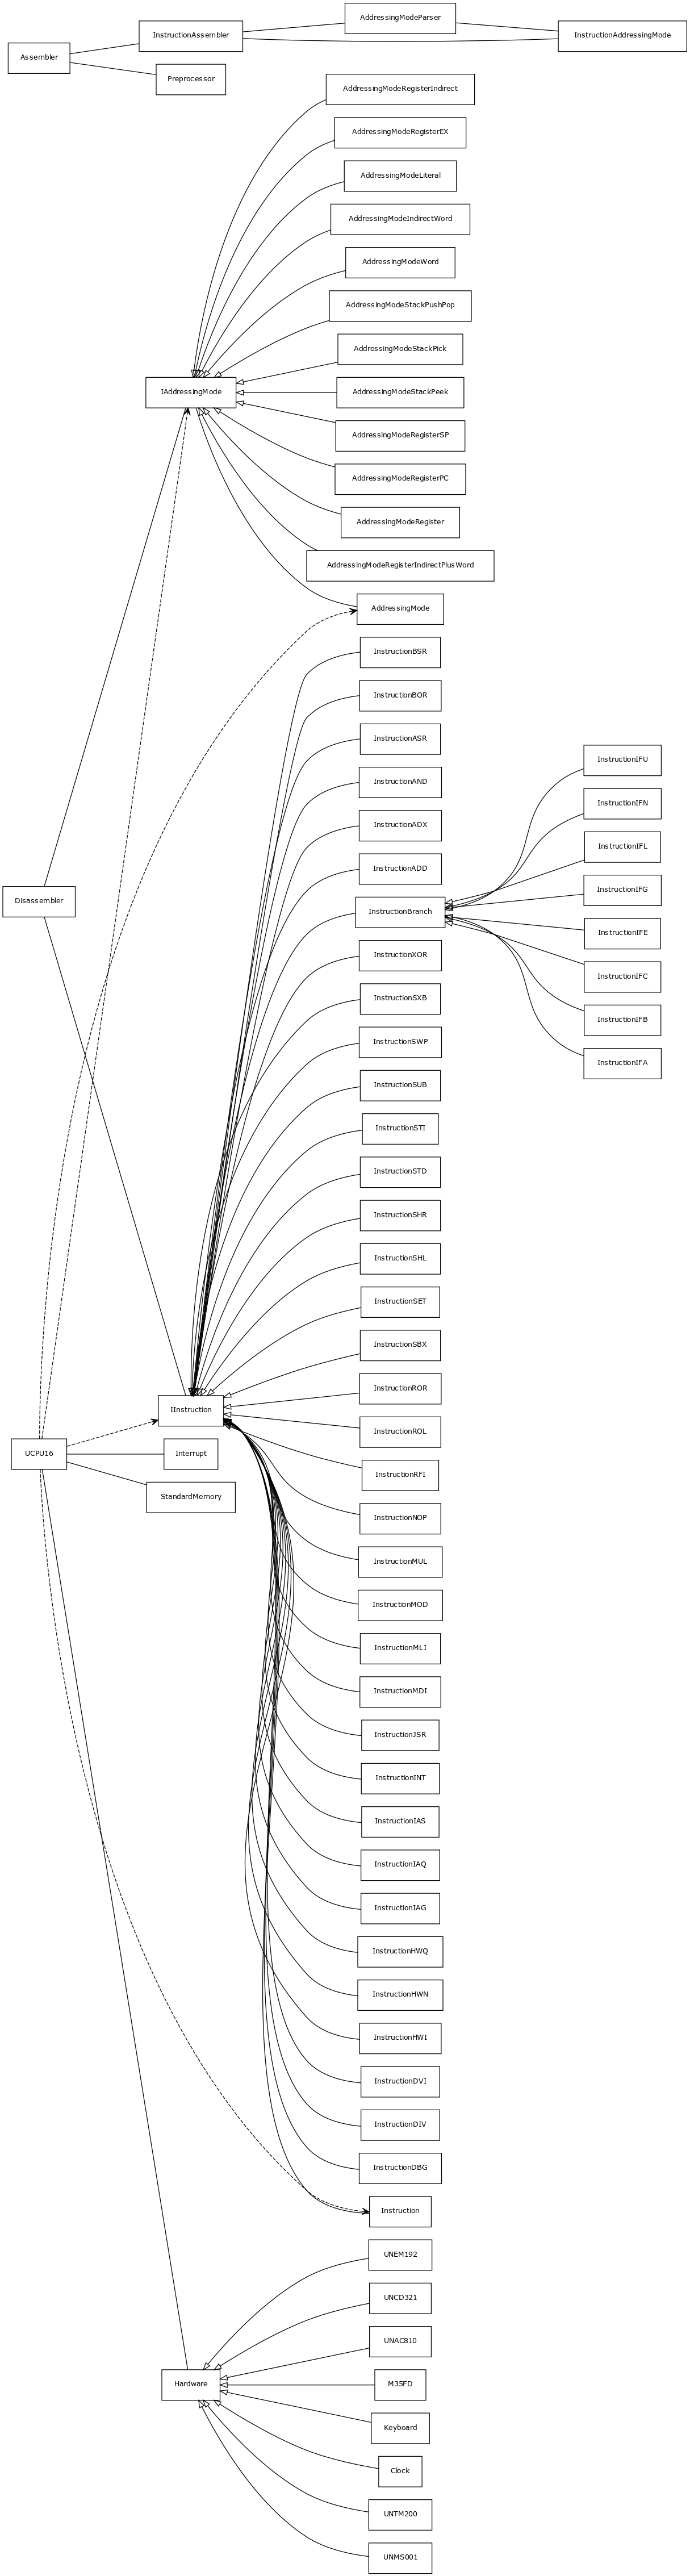 AddressingModeParser
InstructionAssembler
InstructionAddressingMode
Assembler
Preprocessor
AddressingModeRegisterIndirect
AddressingModeRegisterEX
AddressingModeLiteral
AddressingModeIndirectWord
AddressingModeWord
AddressingModeStackPushPop
AddressingModeStackPick
IAddressingMode
AddressingModeStackPeek
AddressingModeRegisterSP
AddressingModeRegisterPC
AddressingModeRegister
AddressingModeRegisterIndirectPlusWord
AddressingMode
InstructionBSR
InstructionBOR
InstructionASR
InstructionIFU
InstructionAND
InstructionIFN
InstructionADX
InstructionIFL
InstructionADD
InstructionIFG
Disassembler
InstructionBranch
InstructionIFE
InstructionXOR
InstructionIFC
InstructionSXB
InstructionIFB
InstructionSWP
InstructionIFA
InstructionSUB
InstructionSTI
InstructionSTD
InstructionSHR
InstructionSHL
InstructionSET
InstructionSBX
InstructionROR
IInstruction
InstructionROL
UCPU16
Interrupt
InstructionRFI
StandardMemory
InstructionNOP
InstructionMUL
InstructionMOD
InstructionMLI
InstructionMDI
InstructionJSR
InstructionINT
InstructionIAS
InstructionIAQ
InstructionIAG
InstructionHWQ
InstructionHWN
InstructionHWI
InstructionDVI
InstructionDIV
InstructionDBG
Instruction
UNEM192
UNCD321
UNAC810
Hardware
M35FD
Keyboard
Clock
UNTM200
UNMS001